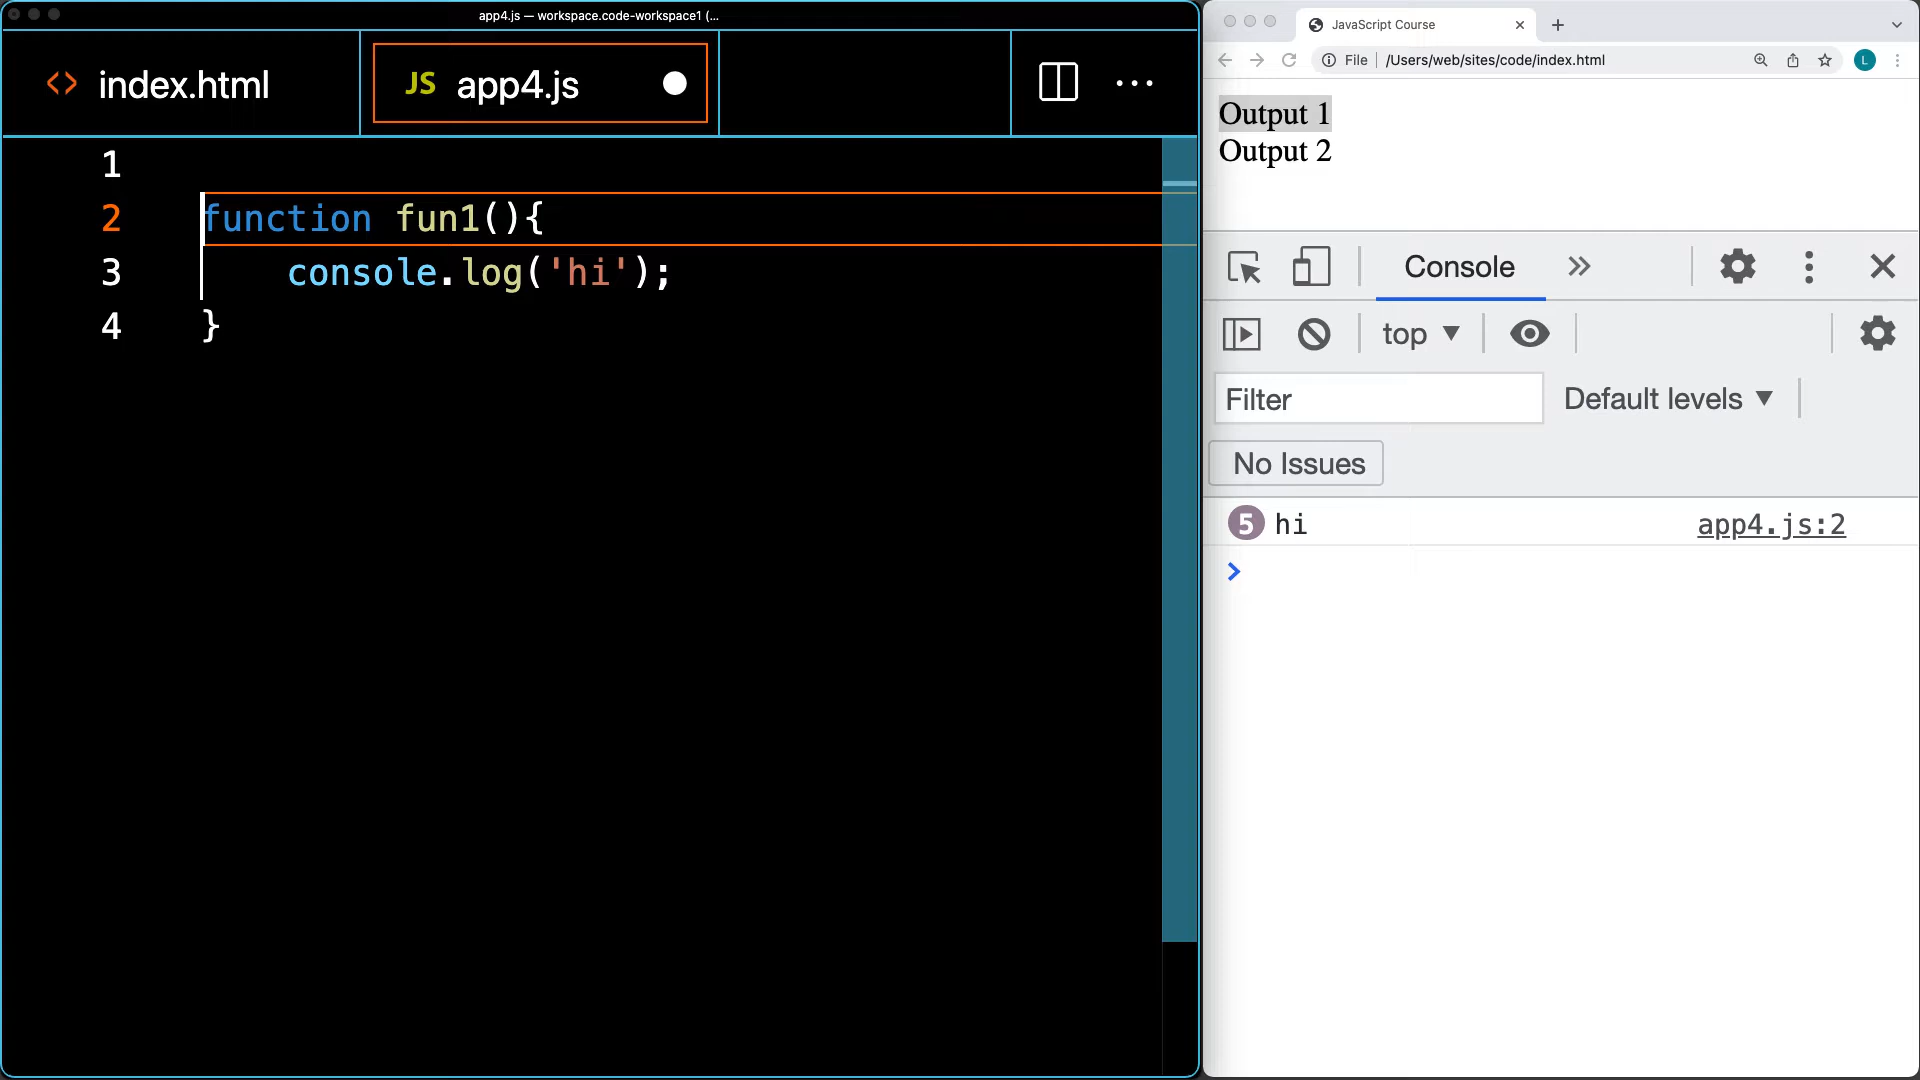 app4.js — workspace.code-workspace1 (...
index.html
JS app4.js
1
2 function fun1(){
3 console.log('hi');
4 }
JavaScript Course
File /Users/web/sites/code/index.html
L
Output 1
Output 2
Console
top
Filter
Default levels
No Issues
5 hi app4.js:2